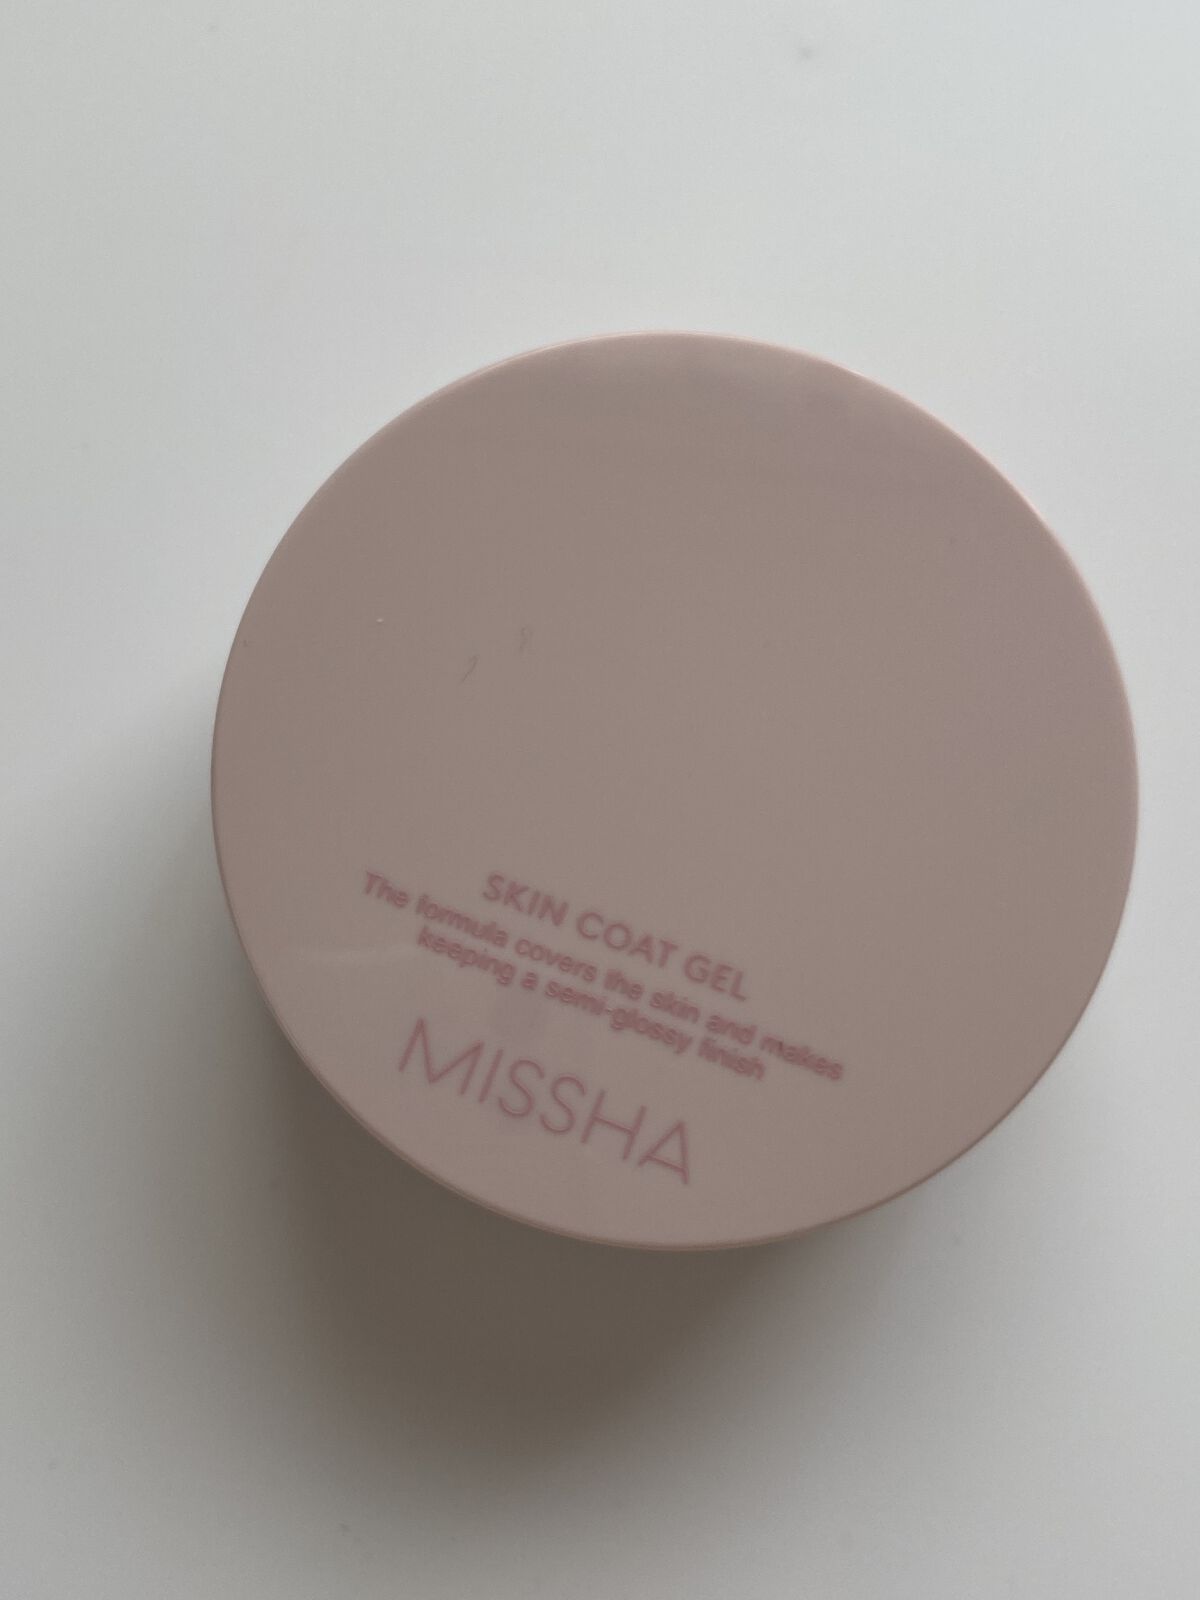 SKIN COAT GEL
The formula covers the skin and makes
keeping a semi-glossy finish
MISSHA